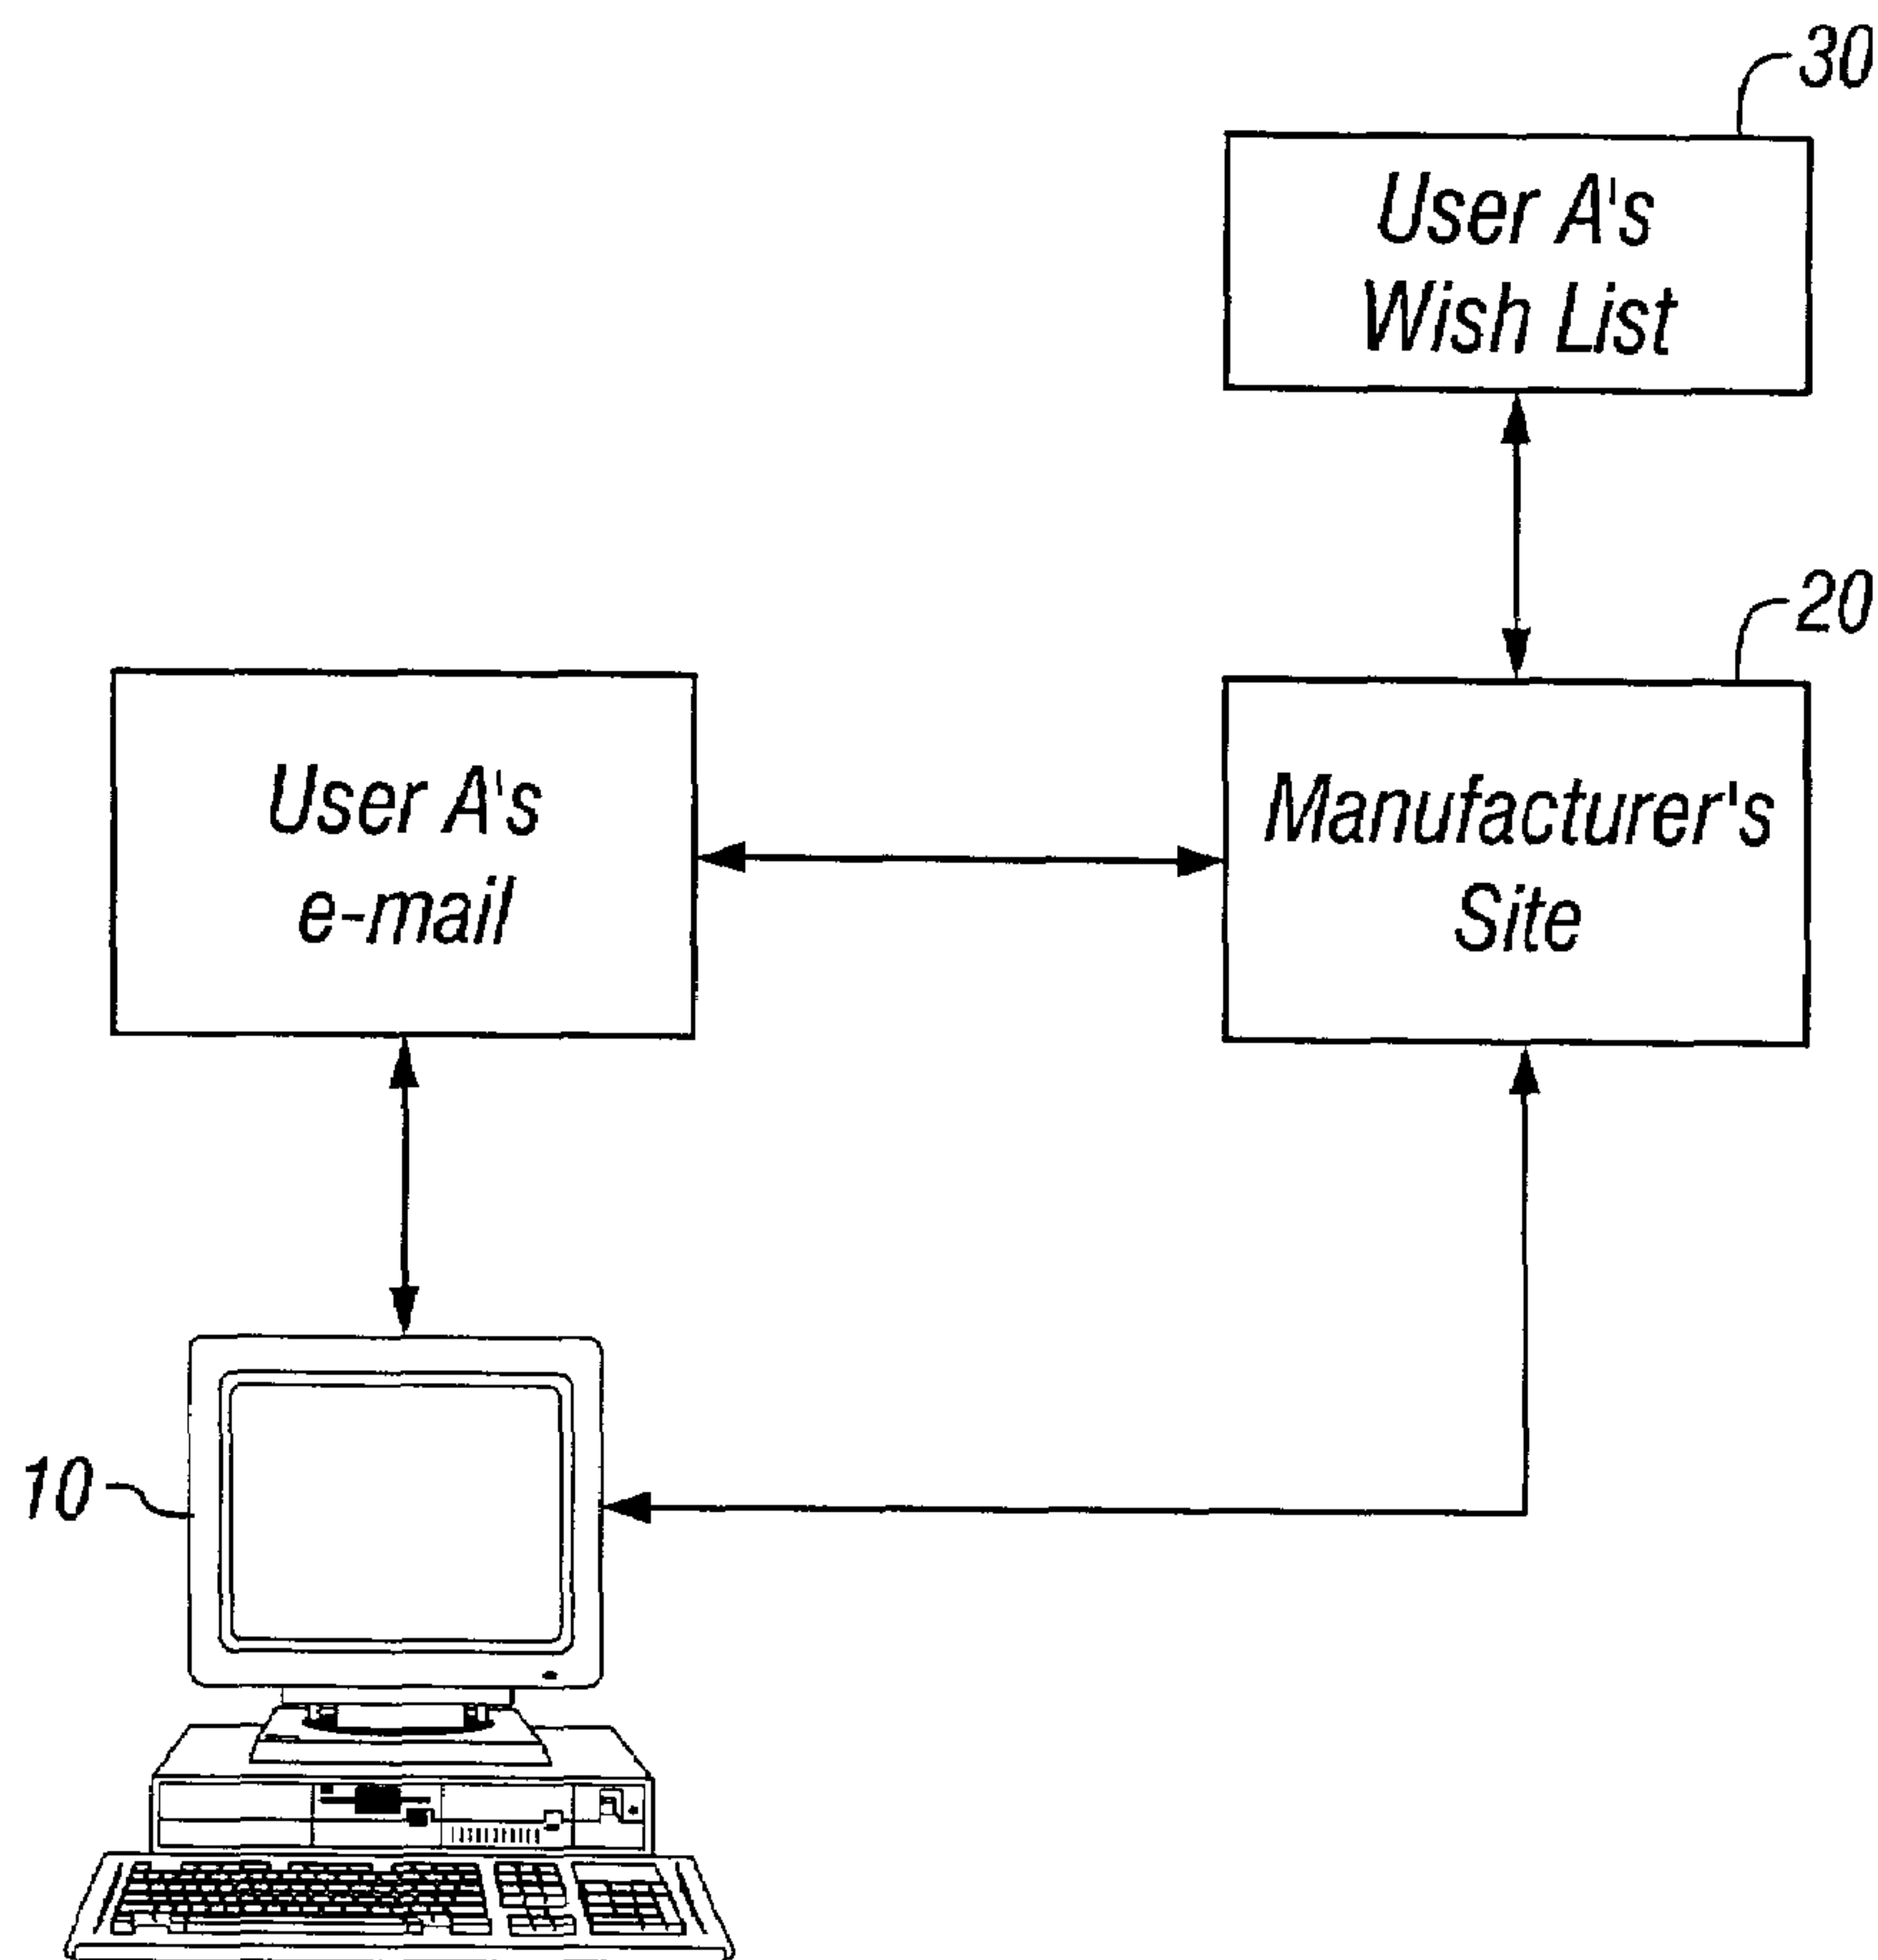 30
User A's
Wish List
20
User A's
e-mail
Manufacturer's
Site
10